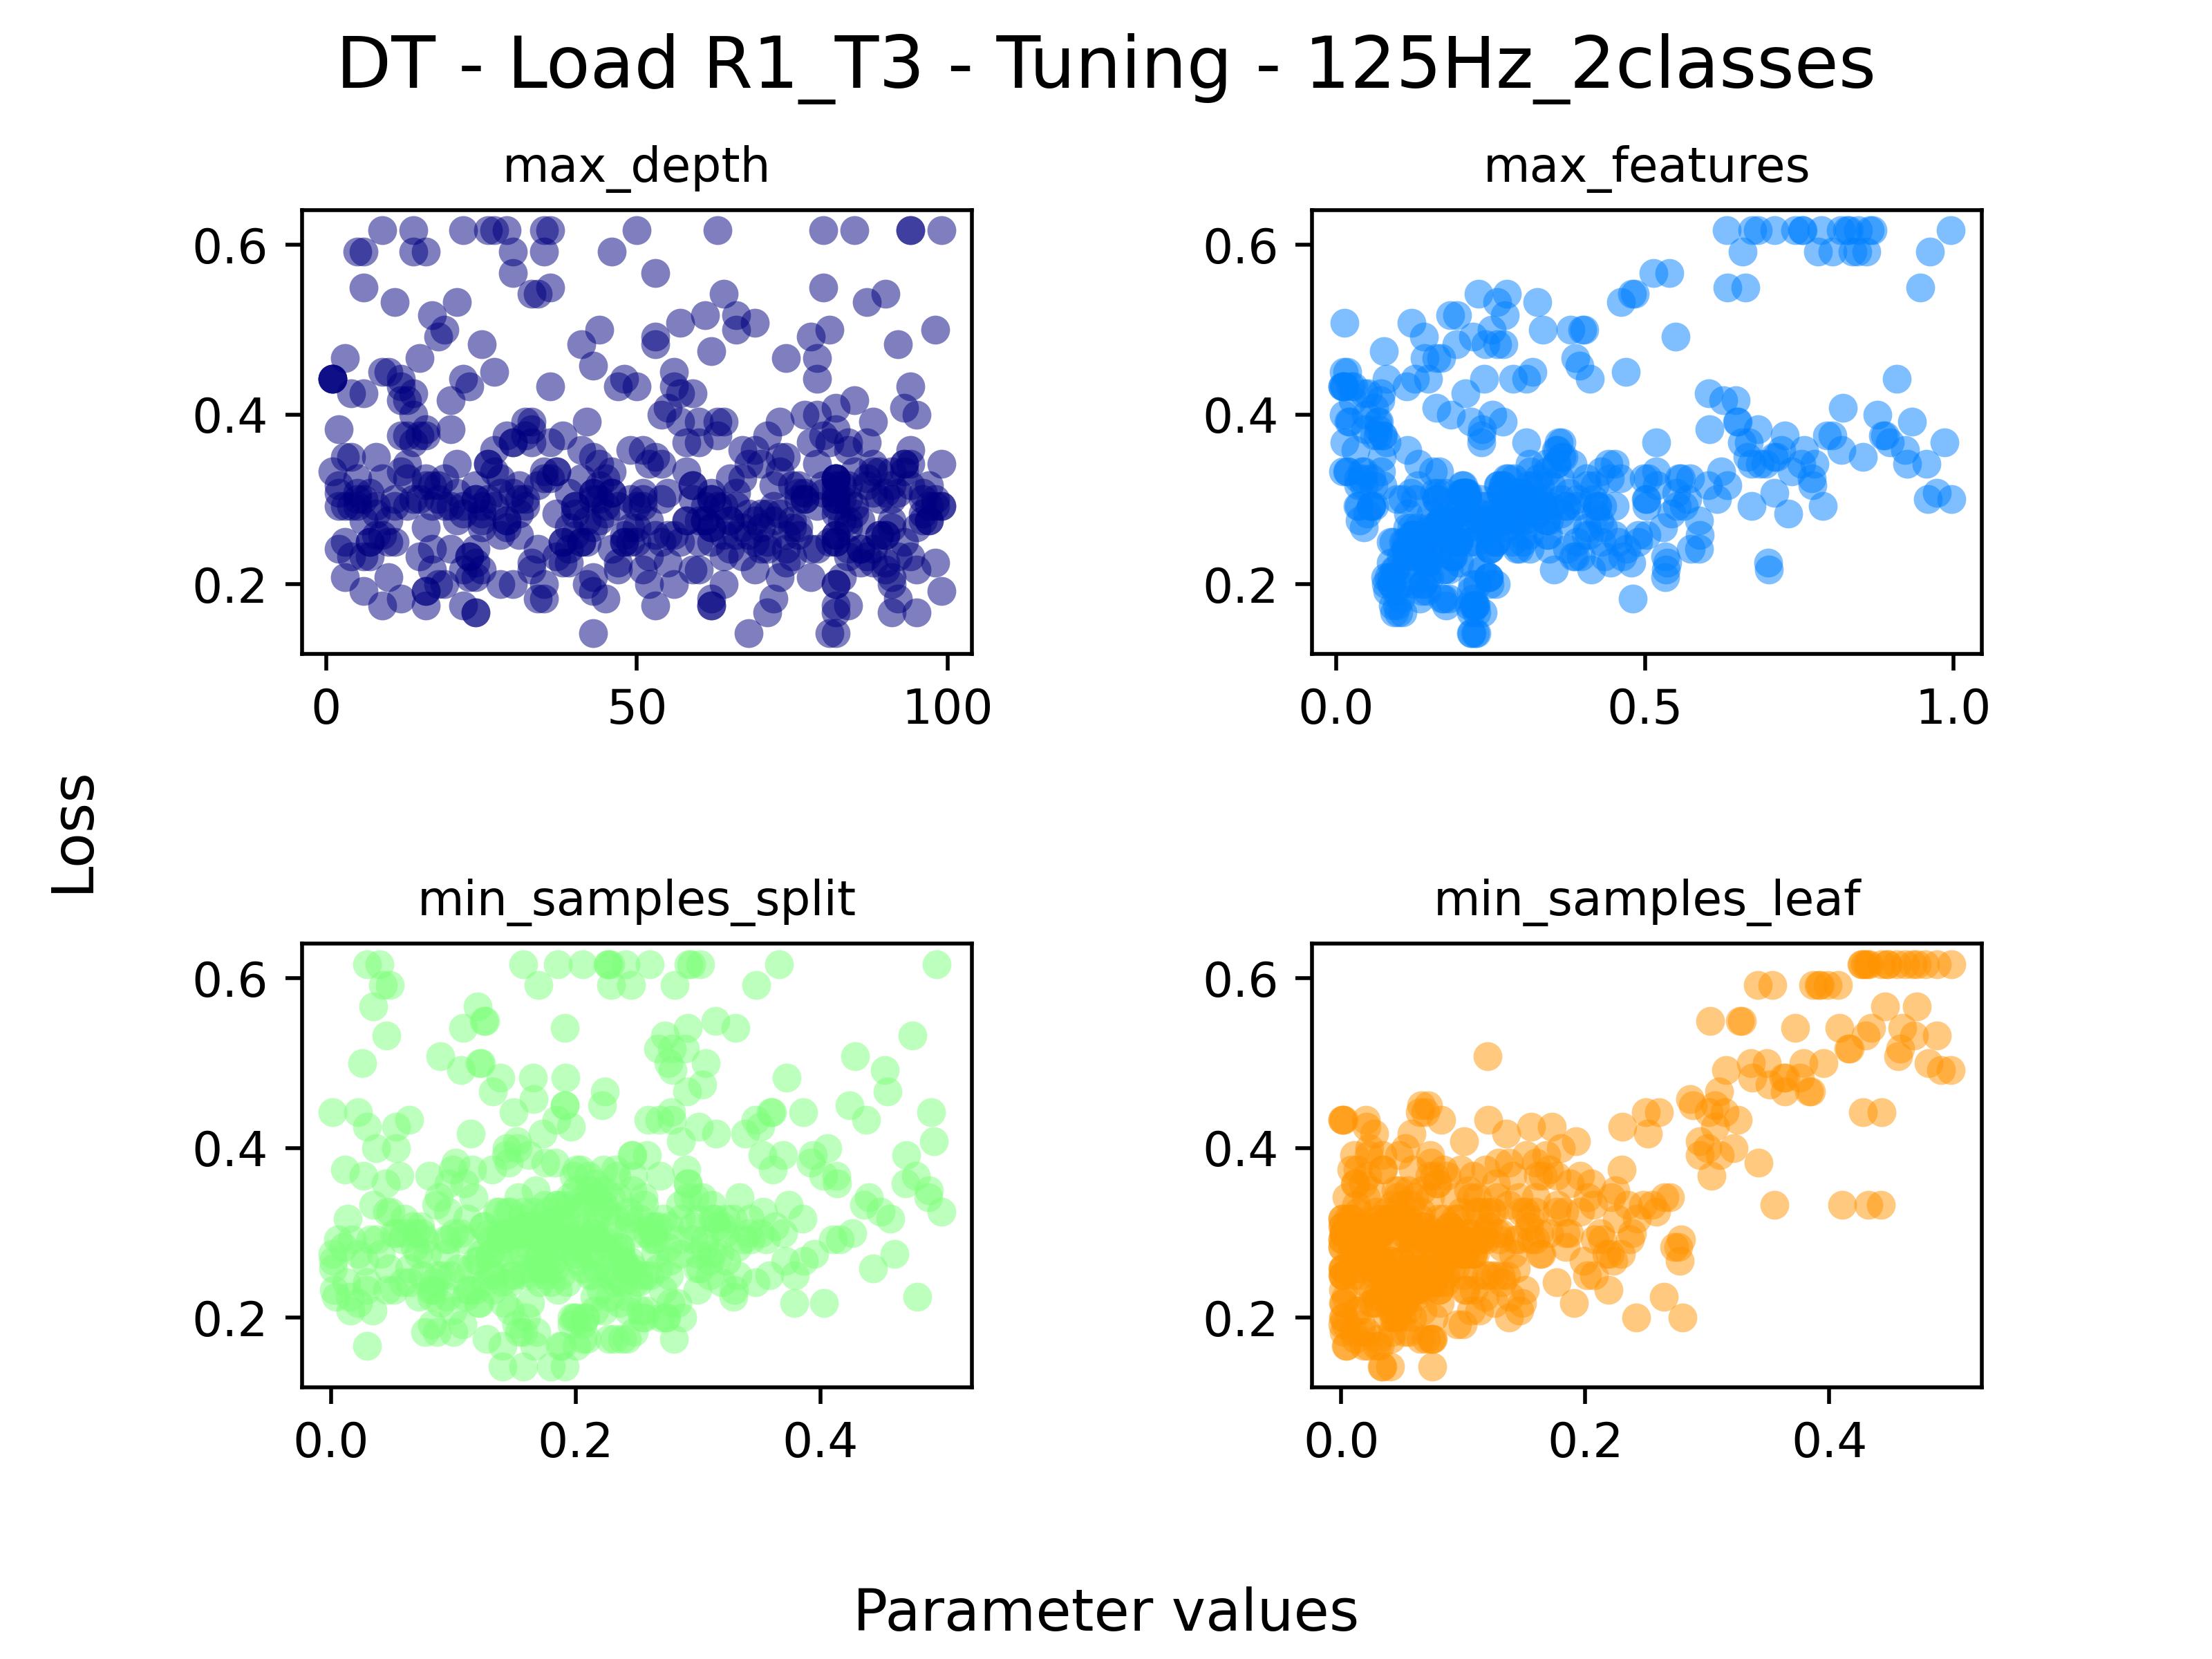 DT - Load R1_T3 - Tuning - 125Hz_2classes
max_depth
0.6
0.4
0.2
0 50 100
max_features
0.6
0.4
0.2
0.0 0.5 1.0
Loss
min_samples_split
0.6
0.4
0.2
0.0 0.2 0.4
min_samples_leaf
0.6
0.4
0.2
0.0 0.2 0.4
Parameter values